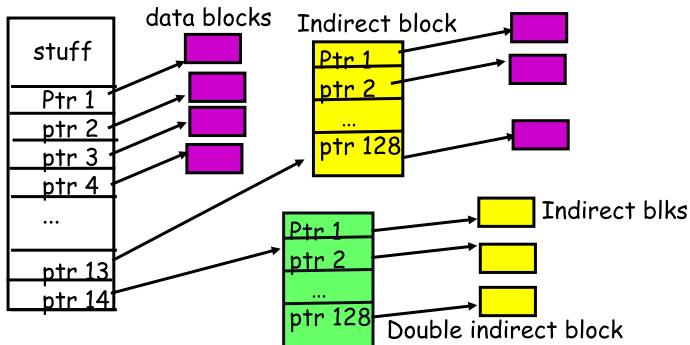 stuff
Ptr 1
ptr 2
ptr 3
ptr 4
...
ptr 13
ptr 14
data blocks
Indirect block
Ptr 1
ptr 2
...
ptr 128
Ptr 1
ptr 2
...
ptr 128
Indirect blks
Double indirect block